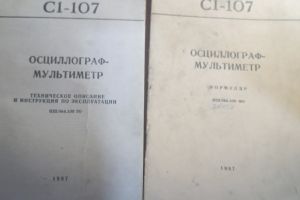 С1-107
ОСЦИЛЛОГРАФ-
МУЛЬТИМЕТР
ТЕХНИЧЕСКОЕ ОПИСАНИЕ
И ИНСТРУКЦИЯ ПО ЭКСПЛУАТАЦИИ
1987
С1-107
ОСЦИЛЛОГРАФ-
МУЛЬТИМЕТР
ФОРМУЛЯР
1987